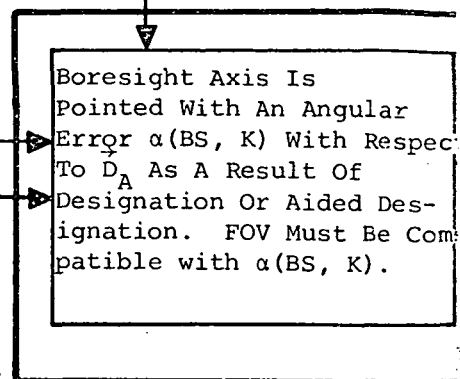 Boresight Axis Is
Pointed With An Angular
Error α(BS, K) With Respec
To D⃗_A As A Result Of
Designation Or Aided Des-
ignation. FOV Must Be Com
patible with α(BS, K).